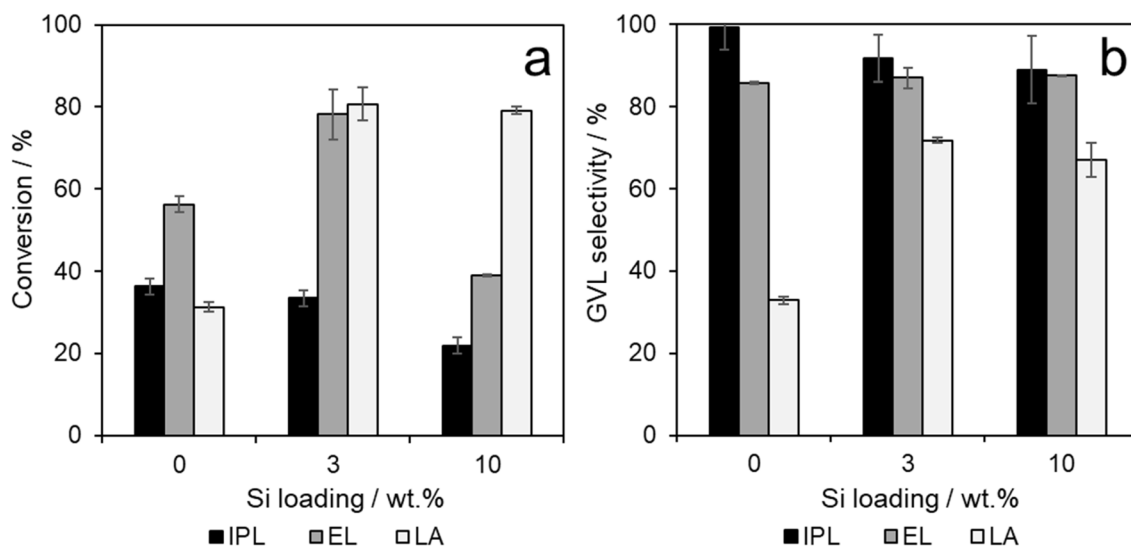 a
100
80
60
40
20
0
Conversion / %
0 3 10
Si loading / wt.%
IPL EL LA
b
100
80
60
40
20
0
GVL selectivity / %
0 3 10
Si loading / wt.%
IPL EL LA